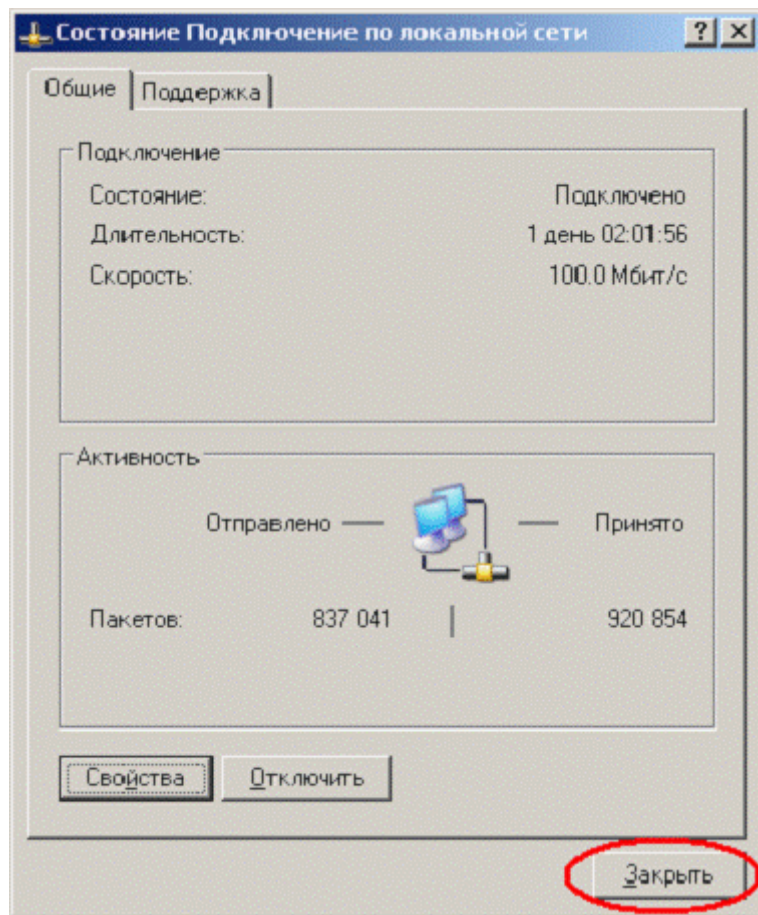 Состояние Подключение по локальной сети
Общие Поддержка
Подключение
Состояние: Подключено
Длительность: 1 день 02:01:56
Скорость: 100.0 Мбит/с
Активность
Отправлено — — Принято
Пакетов: 837 041 920 854
Свойства Отключить
Закрыть